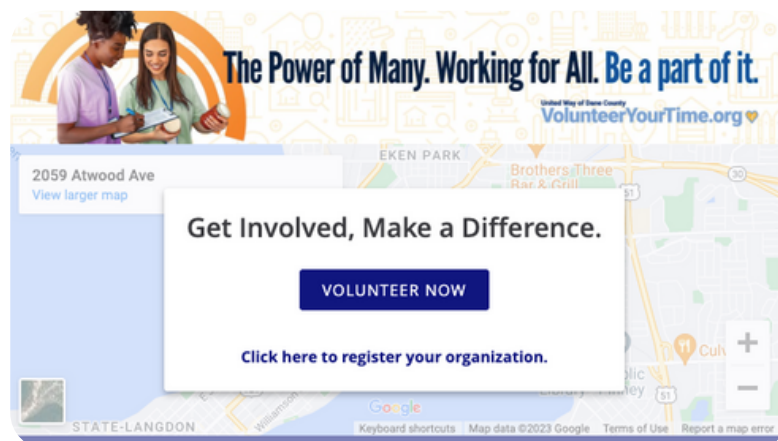 The Power of Many. Working for All. Be a part of it.
United Way of Dane County
VolunteerYourTime.org
2059 Atwood Ave
View larger map
EKEN PARK
Brothers Three
Bar & Grill
51
30
Get Involved, Make a Difference.
VOLUNTEER NOW
Click here to register your organization.
51
STATE-LANGDON
Google
Keyboard shortcuts Map data ©2023 Google Terms of Use Report a map error